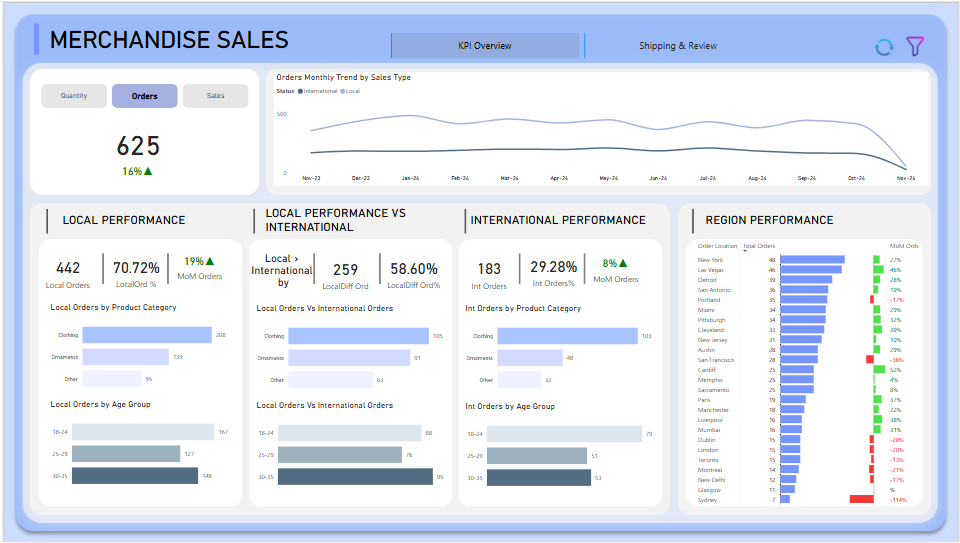 MERCHANDISE SALES
KPI Overview
Shipping & Review
Quantity
Orders
Sales
625
16%
Orders Monthly Trend by Sales Type
Status International Local
500
0
Nov-23 Dec-23 Jan-24 Feb-24 Mar-24 Apr-24 May-24 Jun-24 Jul-24 Aug-24 Sep-24 Oct-24 Nov-24
LOCAL PERFORMANCE
442
Local Orders
70.72%
LocalOrd %
19%
MoM Orders
Local Orders by Product Category
Clothing 208
Ornaments 139
Other 95
Local Orders by Age Group
18-24 167
25-29 127
30-35 148
LOCAL PERFORMANCE VS
INTERNATIONAL
Local >
International
by
259
LocalDiff Ord
58.60%
LocalDiff Ord%
Local Orders Vs International Orders
Clothing 105
Ornaments 91
Other 63
Local Orders Vs International Orders
18-24 88
25-29 76
30-35 95
INTERNATIONAL PERFORMANCE
183
Int Orders
29.28%
Int Orders%
8%
MoM Orders
Int Orders by Product Category
Clothing 103
Ornaments 48
Other 32
Int Orders by Age Group
18-24 79
25-29 51
30-35 53
REGION PERFORMANCE
Order Location Total Orders MoM Ords
New York 48 27%
Las Vegas 46 46%
Detroit 39 28%
San Antonio 36 19%
Portland 35 -17%
Miami 34 29%
Pittsburgh 34 32%
Cleveland 33 39%
New Jersey 31 10%
Austin 28 29%
San Francisco 28 -36%
Cardiff 25 52%
Memphis 25 4%
Sacramento 25 8%
Paris 19 37%
Manchester 18 22%
Liverpool 16 38%
Mumbai 16 31%
Dublin 15 -20%
London 15 -20%
Toronto 15 -13%
Montreal 14 -21%
New Delhi 12 -17%
Glasgow 11 %
Sydney 7 -114%